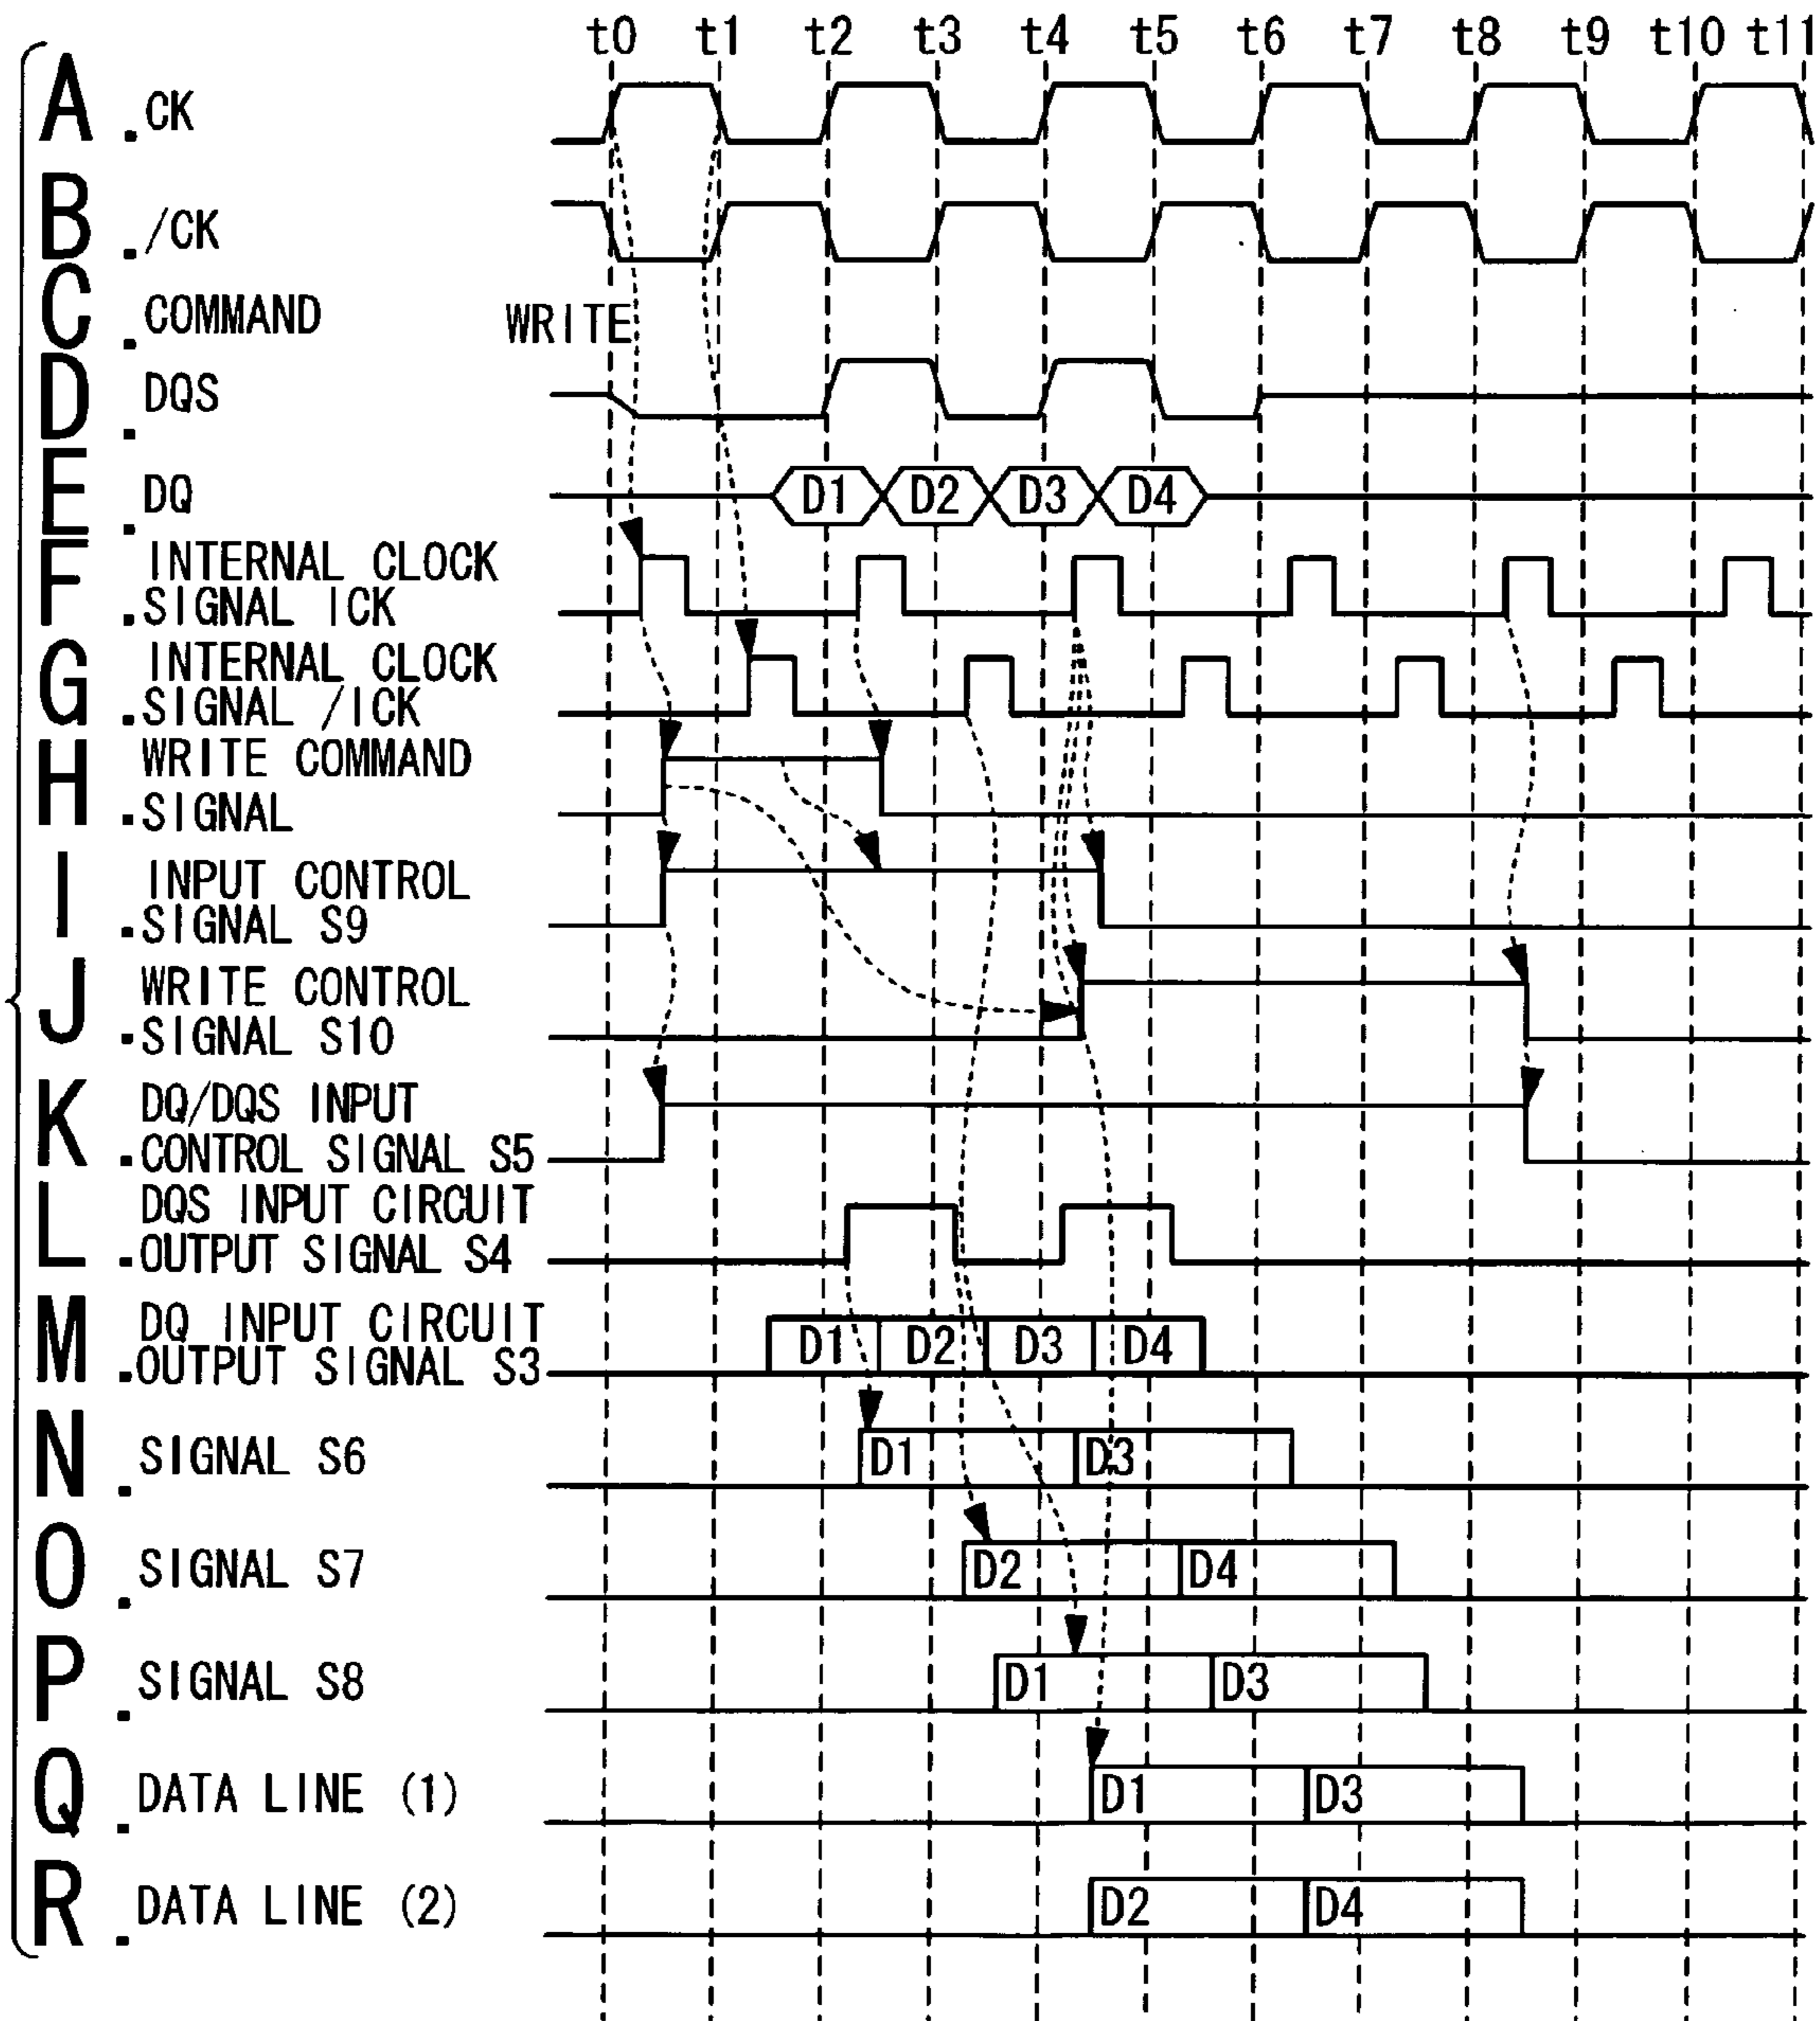 t0 t1 t2 t3 t4 t5 t6 t7 t8 t9 t10 t11
A. CK
B. /CK
C. COMMAND WRITE
D. DQS
E. DQ D1 D2 D3 D4
F. INTERNAL CLOCK
SIGNAL ICK
G. INTERNAL CLOCK
SIGNAL /ICK
H. WRITE COMMAND
SIGNAL
I. INPUT CONTROL
SIGNAL S9
J. WRITE CONTROL
SIGNAL S10
K. DQ/DQS INPUT
CONTROL SIGNAL S5
L. DQS INPUT CIRCUIT
OUTPUT SIGNAL S4
M. DQ INPUT CIRCUIT
OUTPUT SIGNAL S3 D1 D2 D3 D4
N. SIGNAL S6 D1 D3
O. SIGNAL S7 D2 D4
P. SIGNAL S8 D1 D3
Q. DATA LINE (1) D1 D3
R. DATA LINE (2) D2 D4